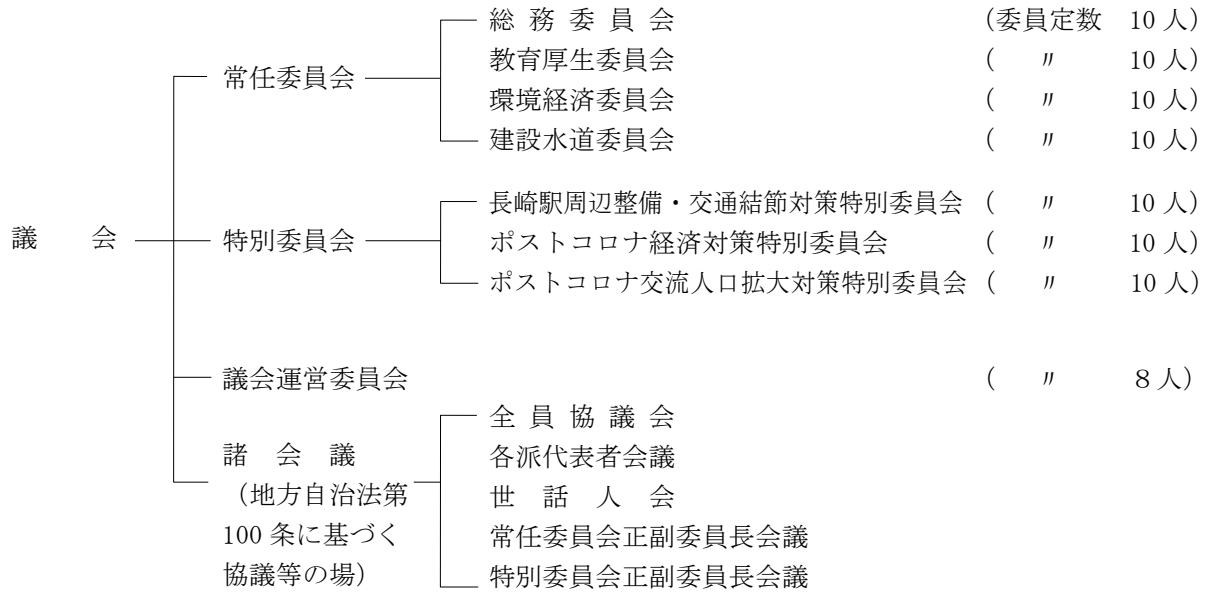 総務委員会 (委員定数 10人)
教育厚生委員会 ( 〃 10人)
常任委員会
環境経済委員会 ( 〃 10人)
建設水道委員会 ( 〃 10人)
長崎駅周辺整備・交通結節対策特別委員会 ( 〃 10人)
議会 特別委員会 ポストコロナ経済対策特別委員会 ( 〃 10人)
ポストコロナ交流人口拡大対策特別委員会 ( 〃 10人)
議会運営委員会 ( 〃 8人)
全員協議会
諸会議 各派代表者会議
(地方自治法第 世話人会
100条に基づく 常任委員会正副委員長会議
協議等の場) 特別委員会正副委員長会議